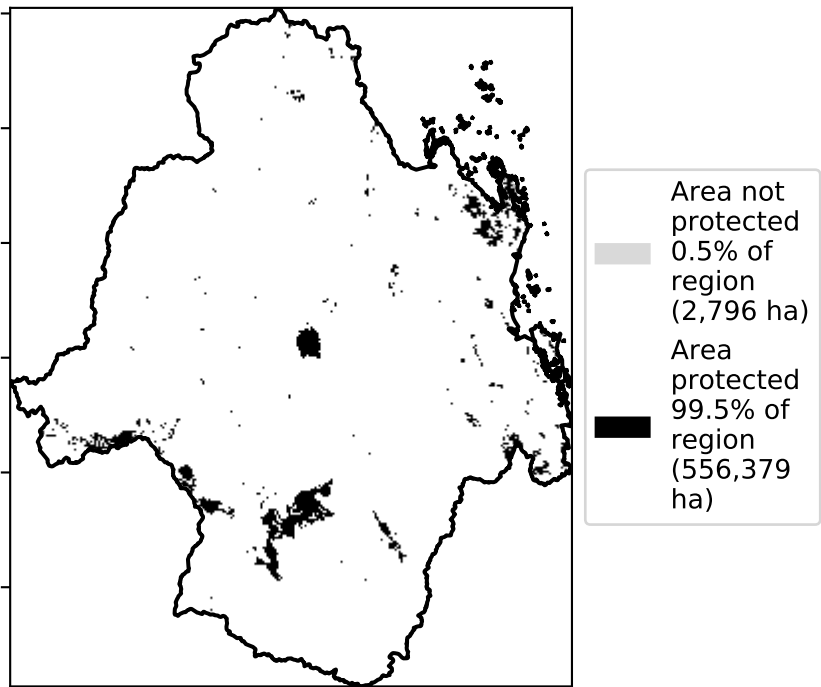 Area not
protected
0.5% of
region
(2,796 ha)
Area
protected
99.5% of
region
(556,379
ha)